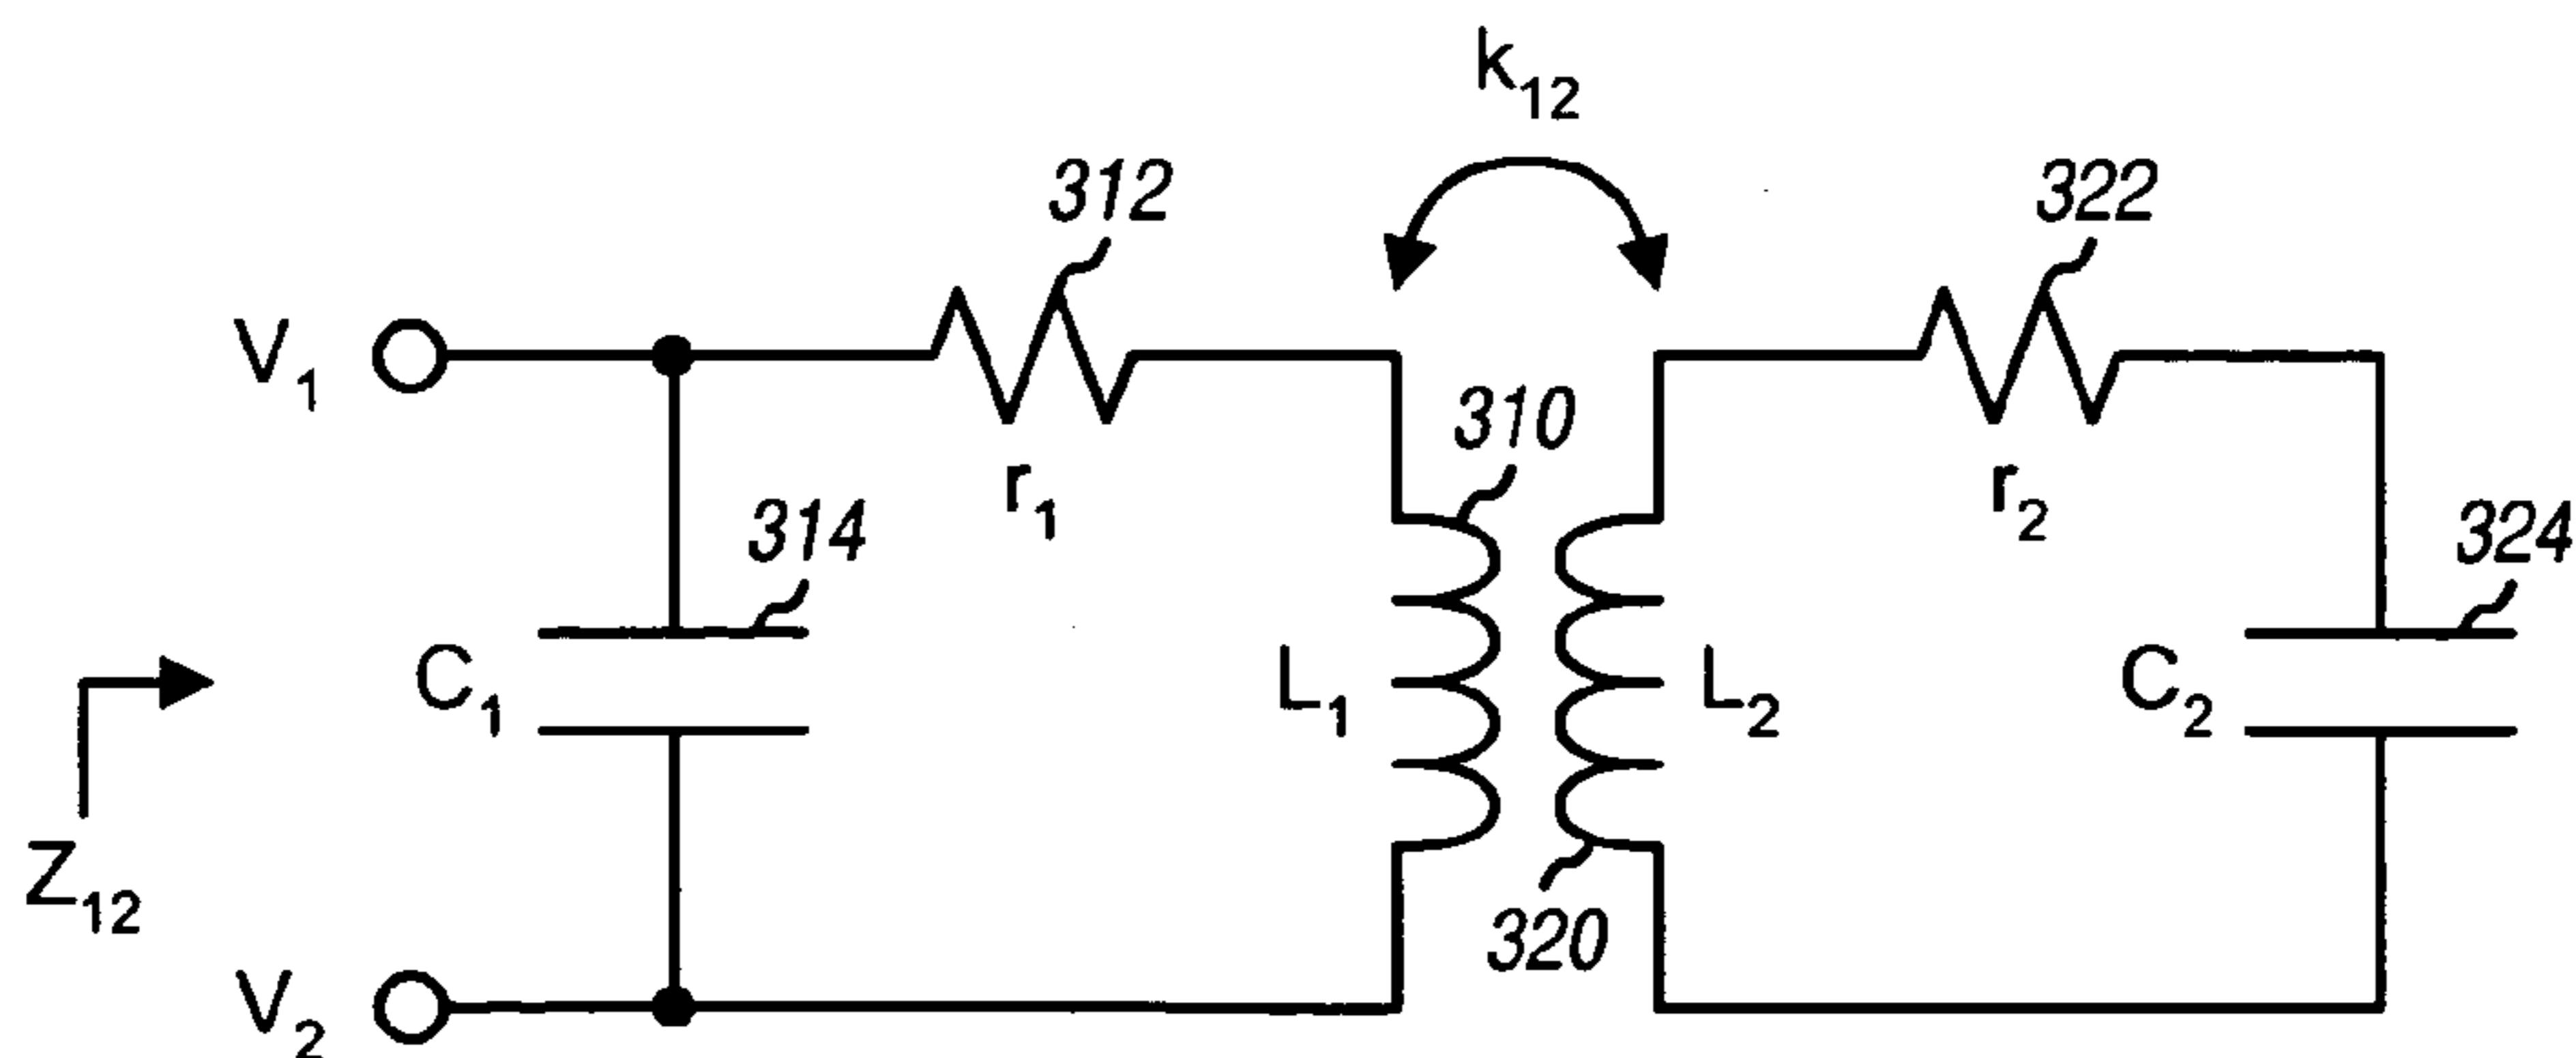 k₁₂
312
322
V₁
310
r₁
r₂
314
324
C₁
L₁
L₂
C₂
Z₁₂
320
V₂